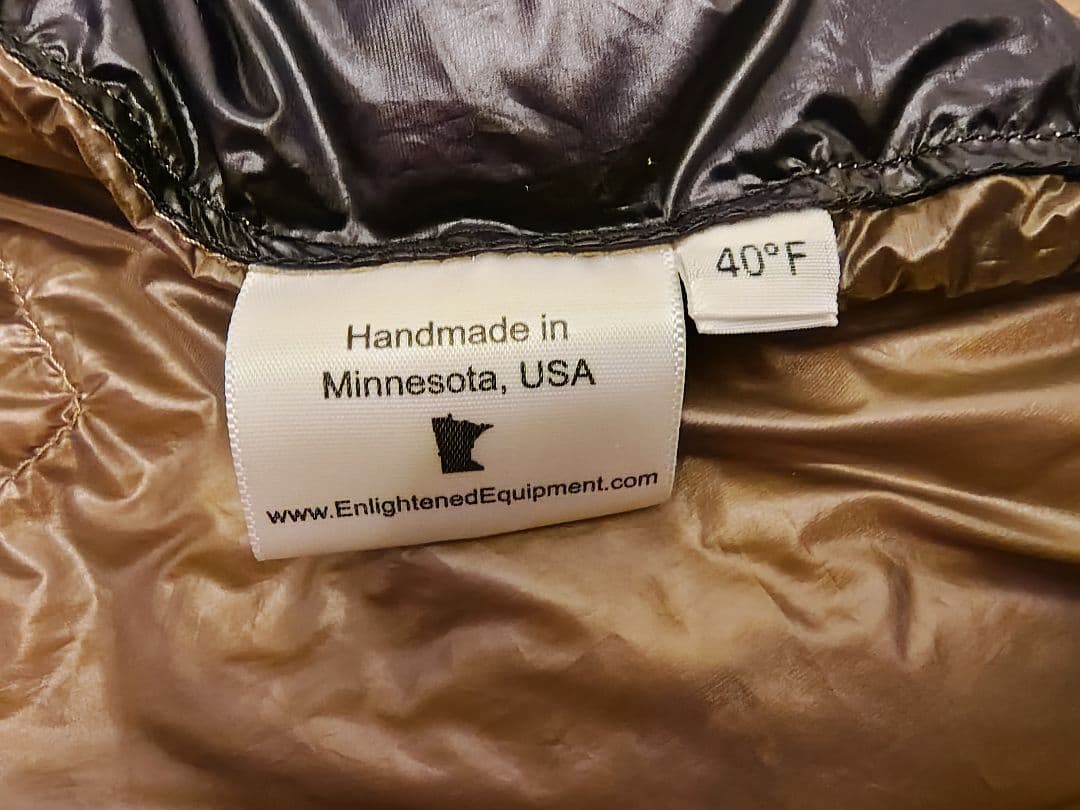 40°F
Handmade in
Minnesota, USA
www.EnlightenedEquipment.com